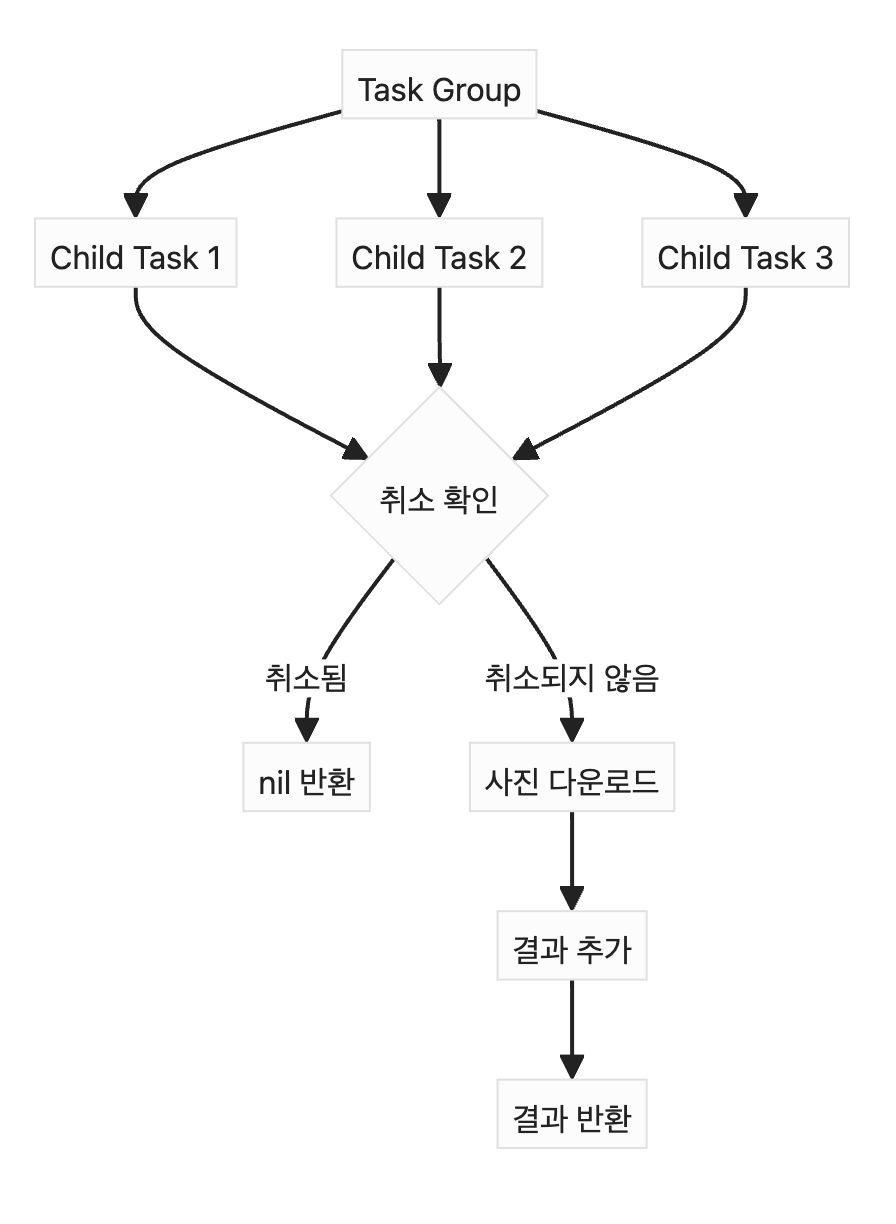 Task Group
Child Task 1
Child Task 2
Child Task 3
취소 확인
취소됨
취소되지 않음
nil 반환
사진 다운로드
결과 추가
결과 반환